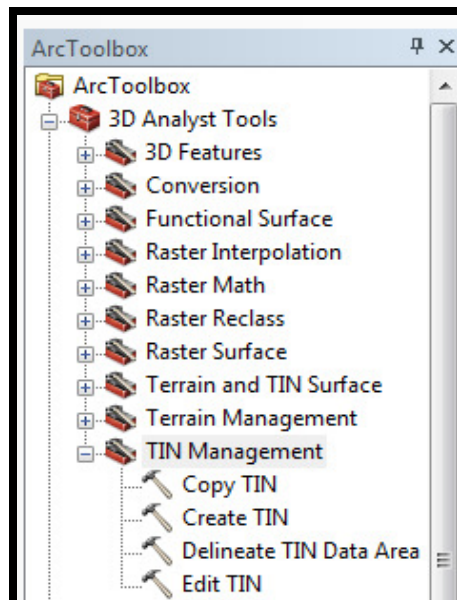 ArcToolbox
ArcToolbox
3D Analyst Tools
3D Features
Conversion
Functional Surface
Raster Interpolation
Raster Math
Raster Reclass
Raster Surface
Terrain and TIN Surface
Terrain Management
TIN Management
Copy TIN
Create TIN
Delineate TIN Data Area
Edit TIN